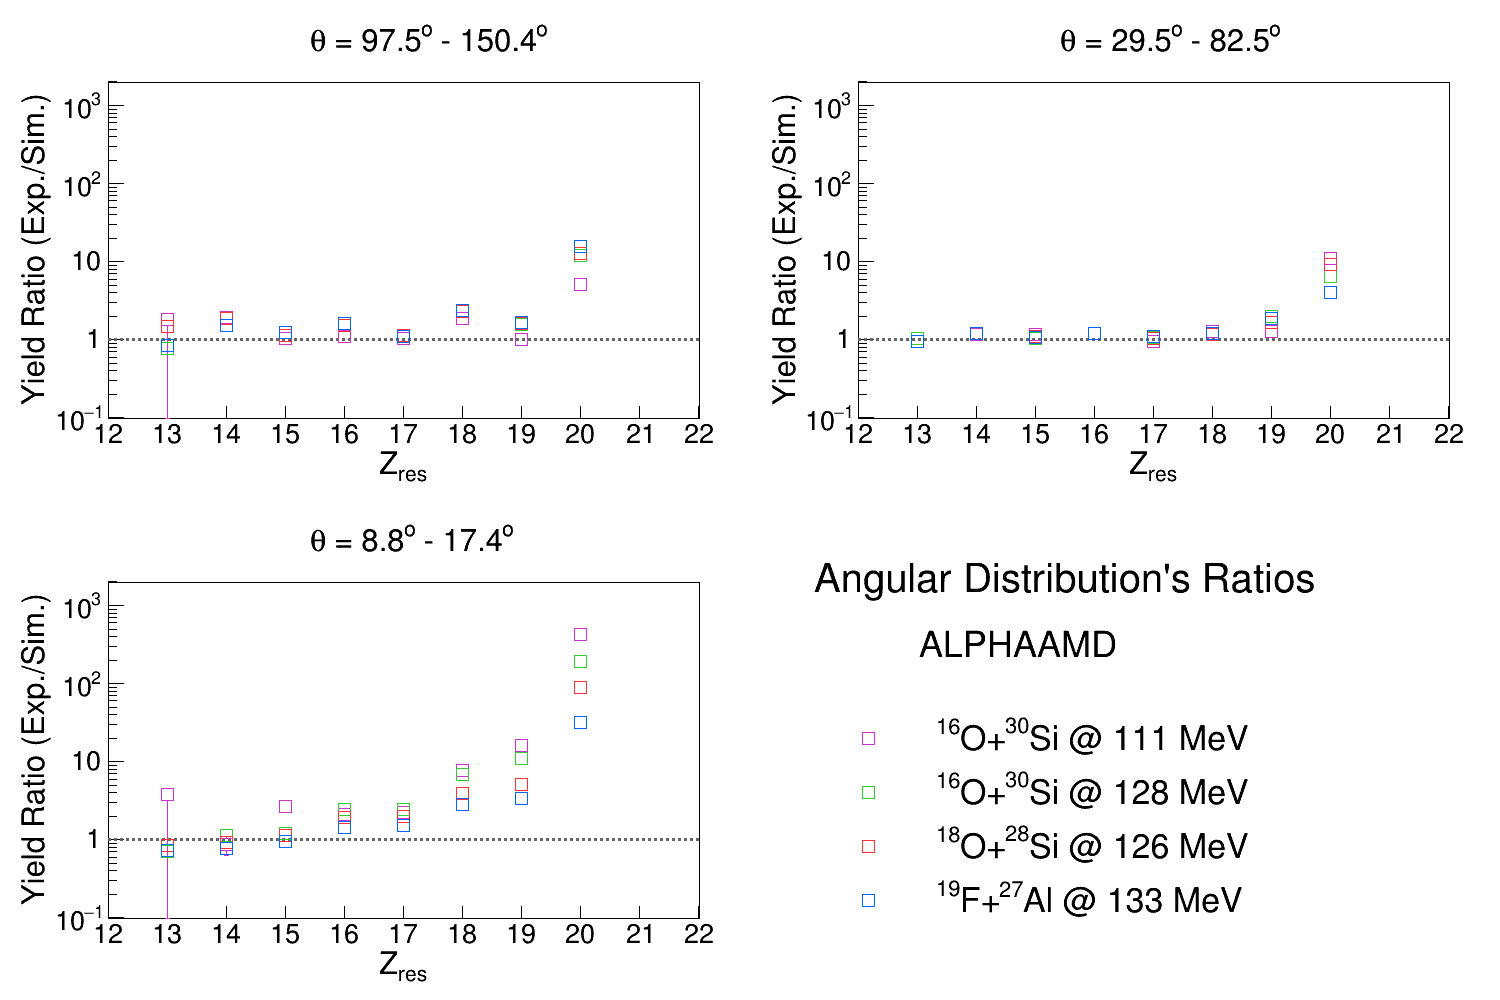 θ = 97.5° - 150.4°
Yield Ratio (Exp./Sim.)
10³
10²
10
1
10⁻¹
12 13 14 15 16 17 18 19 20 21 22
Z_res
θ = 29.5° - 82.5°
Yield Ratio (Exp./Sim.)
10³
10²
10
1
10⁻¹
12 13 14 15 16 17 18 19 20 21 22
Z_res
θ = 8.8° - 17.4°
Yield Ratio (Exp./Sim.)
10³
10²
10
1
10⁻¹
12 13 14 15 16 17 18 19 20 21 22
Z_res
Angular Distribution's Ratios
ALPHAAMD
¹⁶O+³⁰Si @ 111 MeV
¹⁶O+³⁰Si @ 128 MeV
¹⁸O+²⁸Si @ 126 MeV
¹⁹F+²⁷Al @ 133 MeV